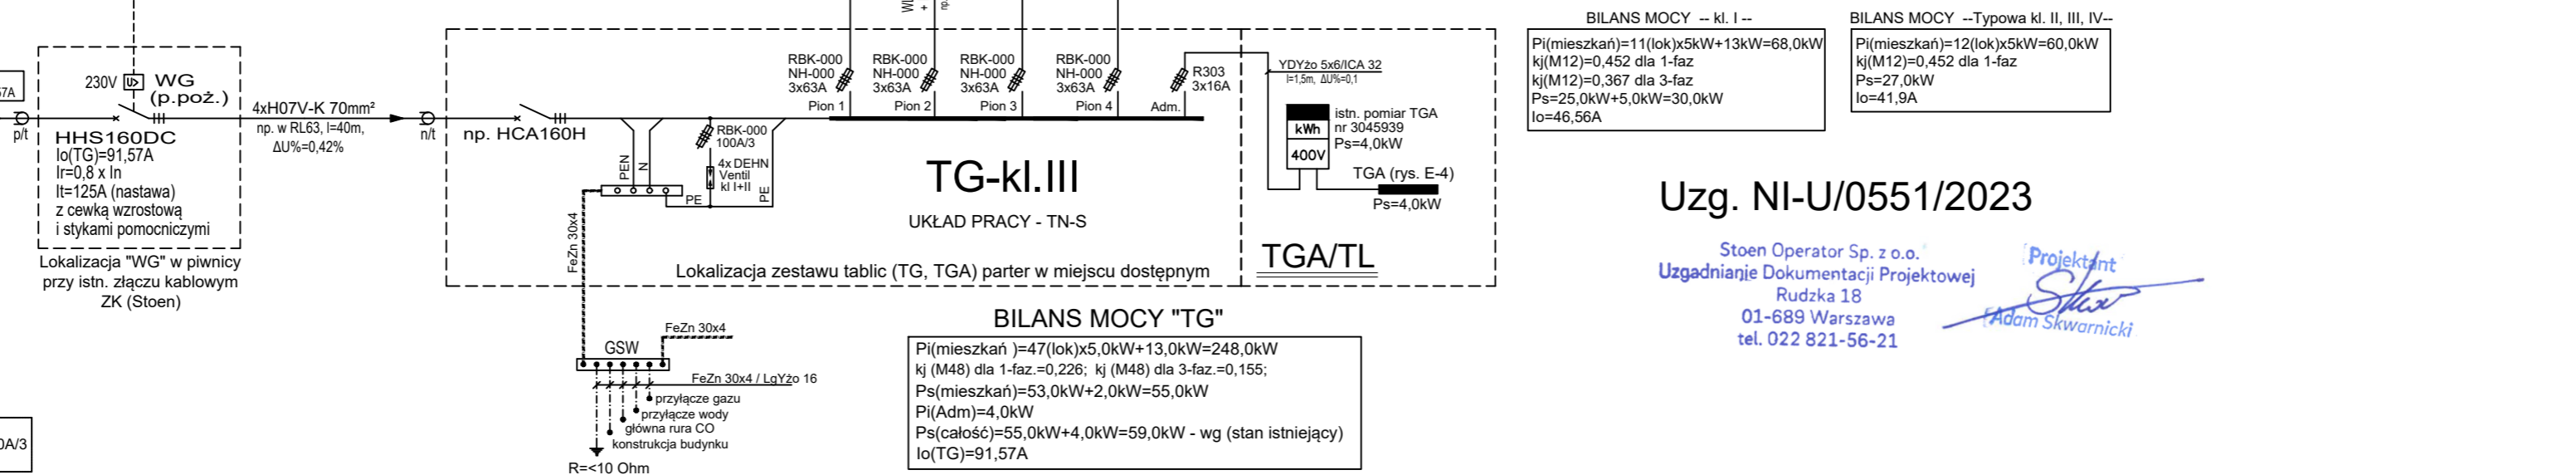 57A
p/t
230V
U>
WG
(p.poż.)
HHS160DC
Io(TG)=91,57A
Ir=0,8 x In
It=125A (nastawa)
z cewką wzrostową
i stykami pomocniczymi
Lokalizacja "WG" w piwnicy
przy istn. złączu kablowym
ZK (Stoen)
0A/3
4xH07V-K 70mm²
np. w RL63, l=40m,
ΔU%=0,42%
n/t
np. HCA160H
PEN
N
RBK-000
100A/3
4x DEHN
Ventil
kl I+II
PE
PE
FeZn 30x4
+
np.
RBK-000
NH-000
3x63A
Pion 1
RBK-000
NH-000
3x63A
Pion 2
RBK-000
NH-000
3x63A
Pion 3
RBK-000
NH-000
3x63A
Pion 4
R303
3x16A
Adm.
TG-kl.III
UKŁAD PRACY - TN-S
Lokalizacja zestawu tablic (TG, TGA) parter w miejscu dostępnym
YDYżo 5x6/ICA 32
l=1,5m, ΔU%=0,1
kWh
400V
istn. pomiar TGA
nr 3045939
Ps=4,0kW
TGA (rys. E-4)
Ps=4,0kW
TGA/TL
GSW
FeZn 30x4
FeZn 30x4 / LgYżo 16
przyłącze gazu
przyłącze wody
główna rura CO
konstrukcja budynku
R=<10 Ohm
BILANS MOCY "TG"
Pi(mieszkań )=47(lok)x5,0kW+13,0kW=248,0kW
kj (M48) dla 1-faz.=0,226; kj (M48) dla 3-faz.=0,155;
Ps(mieszkań)=53,0kW+2,0kW=55,0kW
Pi(Adm)=4,0kW
Ps(całość)=55,0kW+4,0kW=59,0kW - wg (stan istniejący)
Io(TG)=91,57A
BILANS MOCY -- kl. I --
Pi(mieszkań)=11(lok)x5kW+13kW=68,0kW
kj(M12)=0,452 dla 1-faz
kj(M12)=0,367 dla 3-faz
Ps=25,0kW+5,0kW=30,0kW
Io=46,56A
BILANS MOCY --Typowa kl. II, III, IV--
Pi(mieszkań)=12(lok)x5kW=60,0kW
kj(M12)=0,452 dla 1-faz
Ps=27,0kW
Io=41,9A
Uzg. NI-U/0551/2023
Stoen Operator Sp. z o.o.
Uzgadnianie Dokumentacji Projektowej
Rudzka 18
01-689 Warszawa
tel. 022 821-56-21
Projektant
Adam Skwarnicki